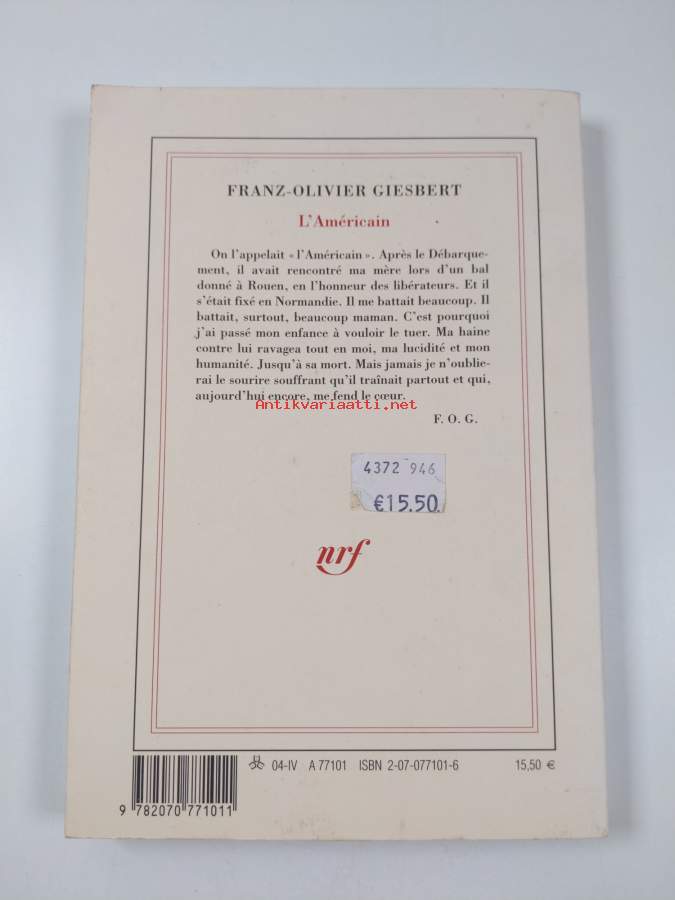 FRANZ-OLIVIER GIESBERT
L'Américain
On l'appelait « l'Américain ». Après le Débarque-
ment, il avait rencontré ma mère lors d'un bal
donné à Rouen, en l'honneur des libérateurs. Et il
s'était fixé en Normandie. Il me battait beaucoup. Il
battait, surtout, beaucoup maman. C'est pourquoi
j'ai passé mon enfance à vouloir le tuer. Ma haine
contre lui ravagea tout en moi, ma lucidité et mon
humanité. Jusqu'à sa mort. Mais jamais je n'oublie-
rai le sourire souffrant qu'il traînait partout et qui,
aujourd'hui encore, me fend le cœur.
Antikvariaatti.net
F. O. G.
4372 946
€15.50
nrf
04-IV A 77101 ISBN 2-07-077101-6 15,50 €
9 782070 771011